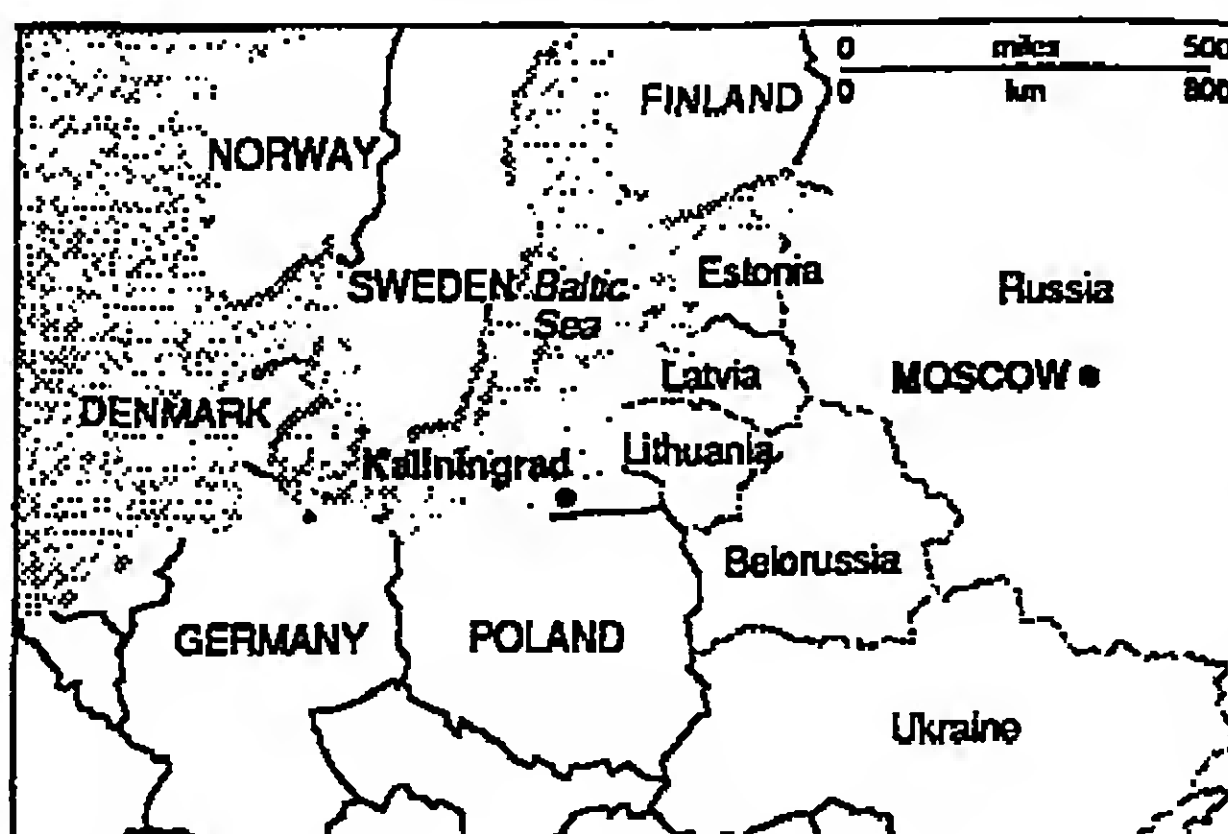 0 miles 500
FINLAND
0 km 800
NORWAY
Estonia
SWEDEN Baltic
Sea
Russia
Latvia
MOSCOW
DENMARK
Lithuania
Kaliningrad
Belorussia
GERMANY
POLAND
Ukraine